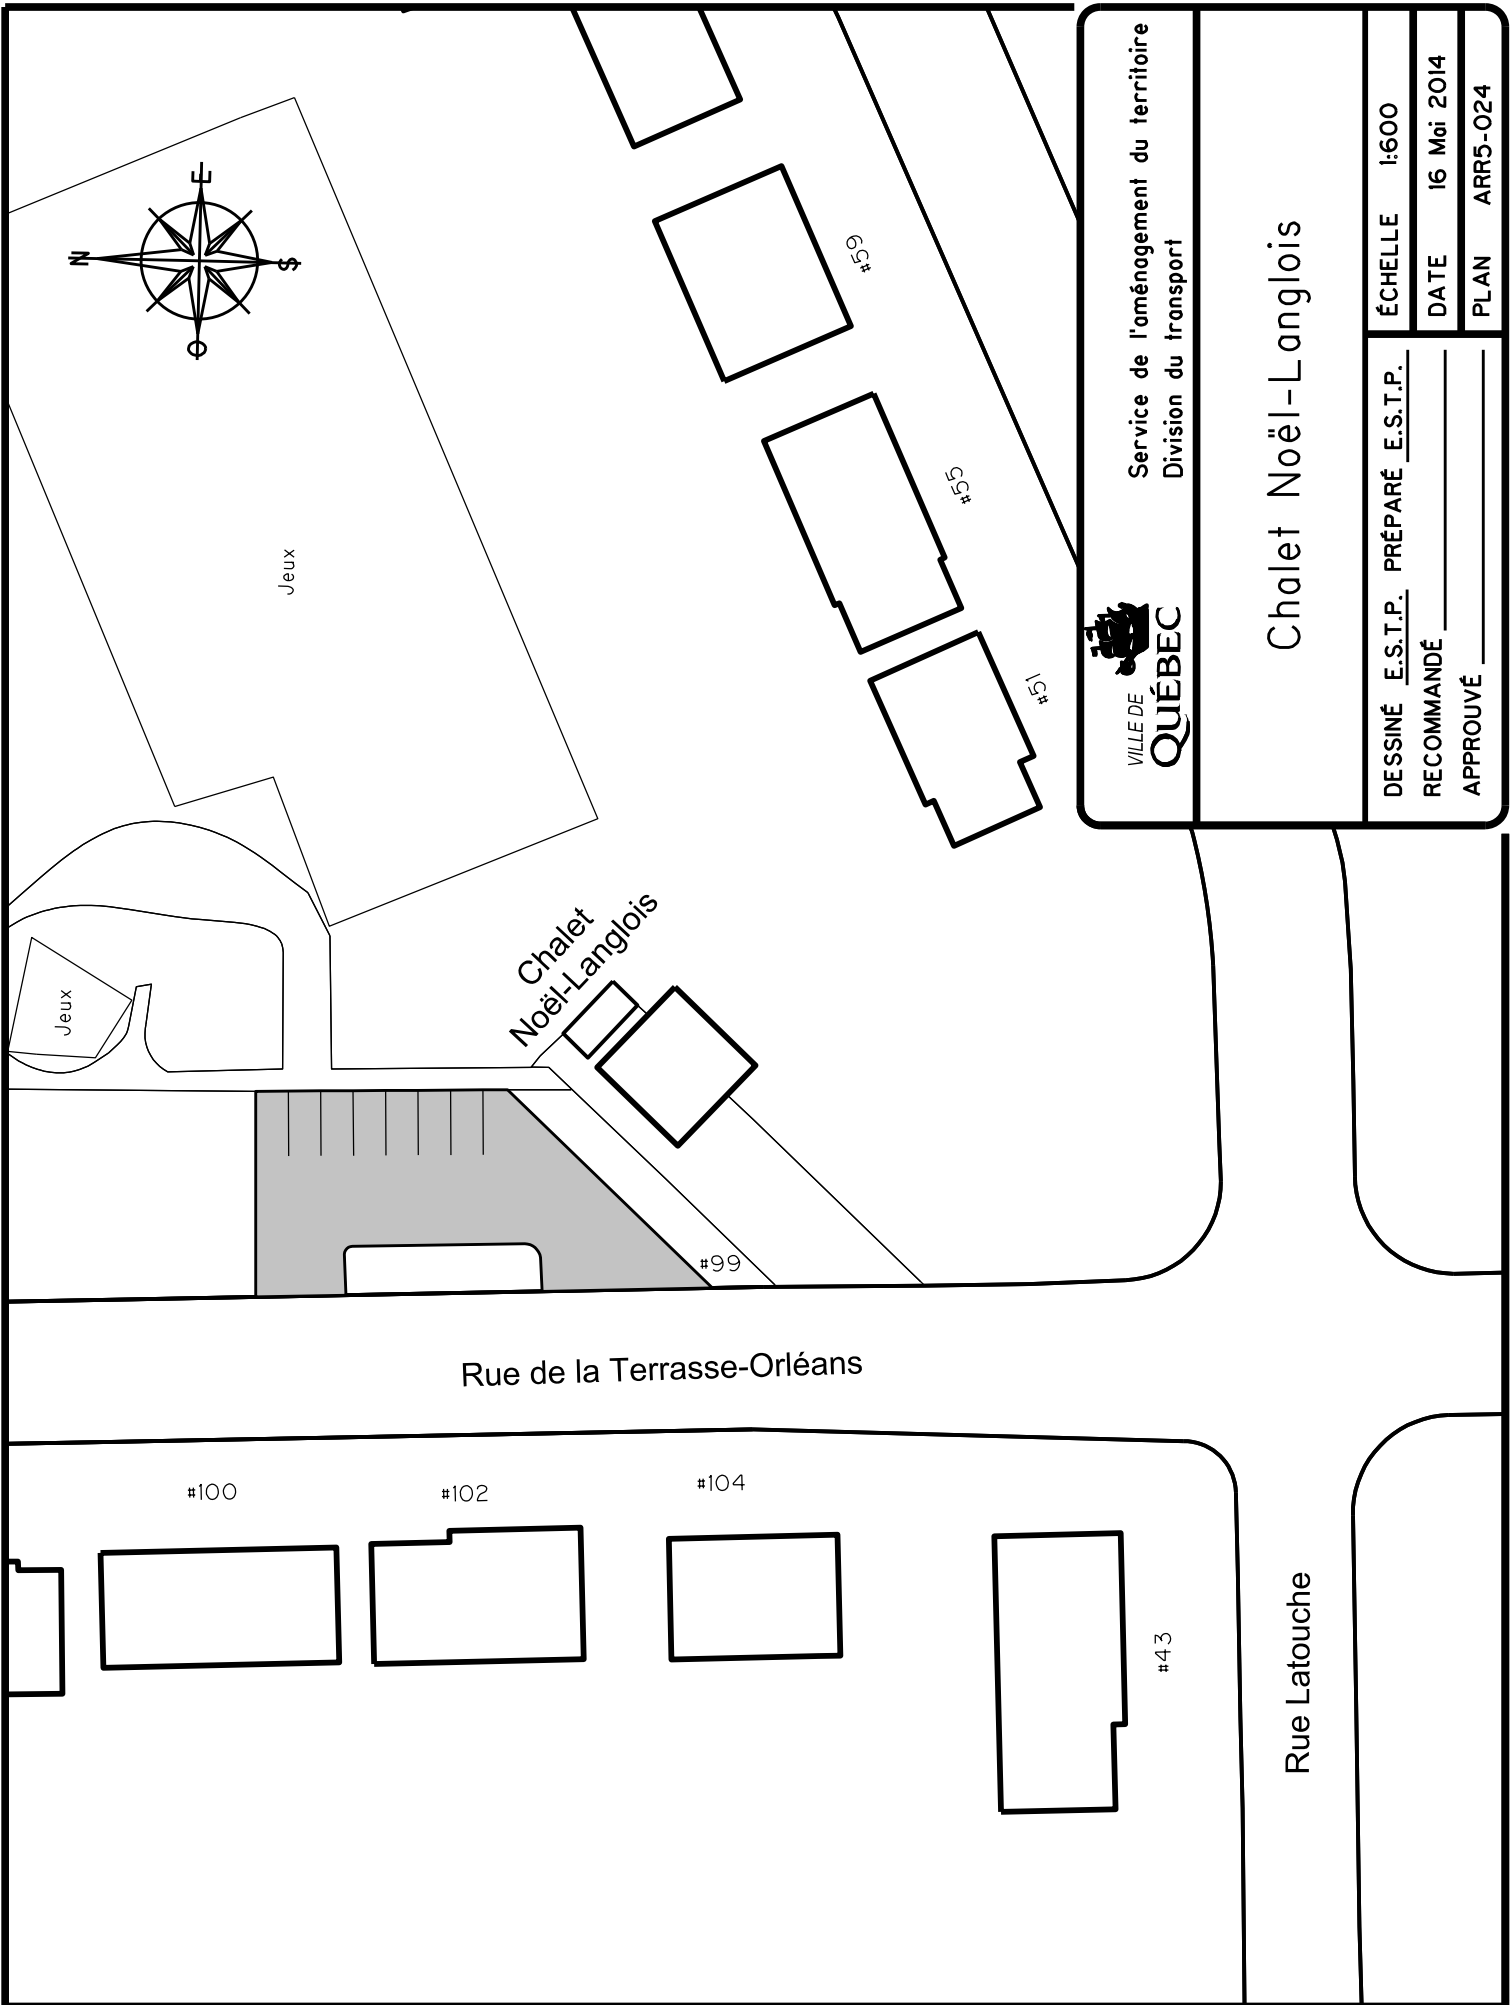 N
E
S
O
Jeux
Jeux
#59
#55
#51
Chalet
Noël-Langlois
#99
Rue de la Terrasse-Orléans
#100
#102
#104
#43
Rue Latouche
VILLE DE
QUÉBEC
Service de l'aménagement du territoire
Division du transport
Chalet Noël-Langlois
DESSINÉ E.S.T.P. PRÉPARÉ E.S.T.P.
RECOMMANDÉ
APPROUVÉ
ÉCHELLE 1:600
DATE 16 Mai 2014
PLAN ARR5-024